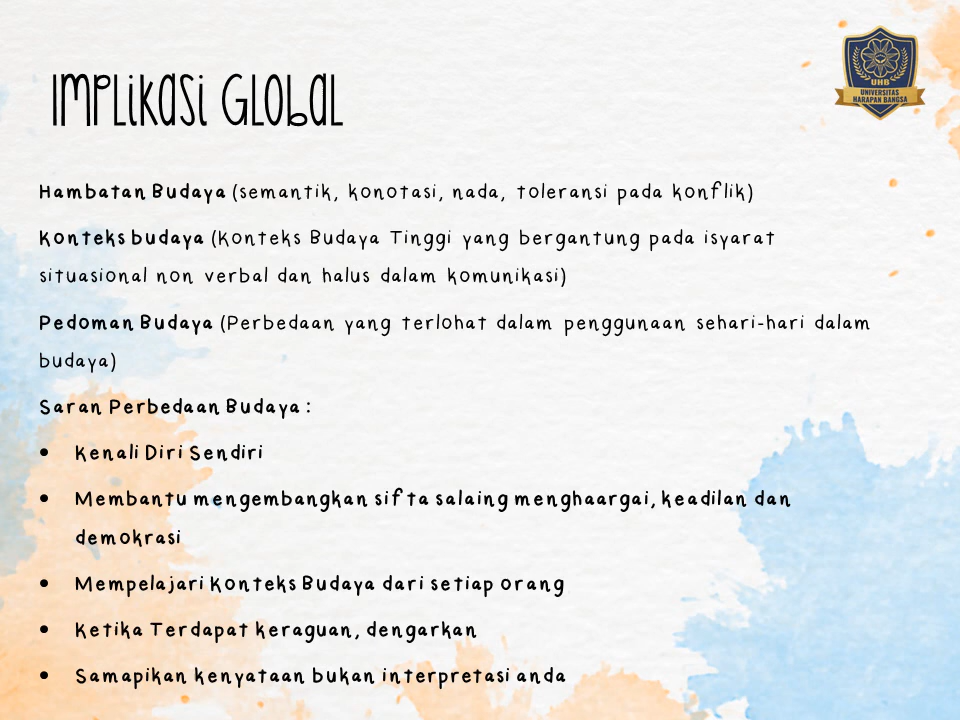 Implikasi Global
UHB
UNIVERSITAS
HARAPAN BANGSA
Hambatan Budaya (semantik, konotasi, nada, toleransi pada konflik)
Konteks budaya (Konteks Budaya Tinggi yang bergantung pada isyarat
situasional non verbal dan halus dalam komunikasi)
Pedoman Budaya (Perbedaan yang terlohat dalam penggunaan sehari-hari dalam
budaya)
Saran Perbedaan Budaya :
• Kenali Diri Sendiri
• Membantu mengembangkan sifta salaing menghaargai, keadilan dan
demokrasi
• Mempelajari Konteks Budaya dari setiap orang
• Ketika Terdapat keraguan, dengarkan
• Samapikan kenyataan bukan interpretasi anda